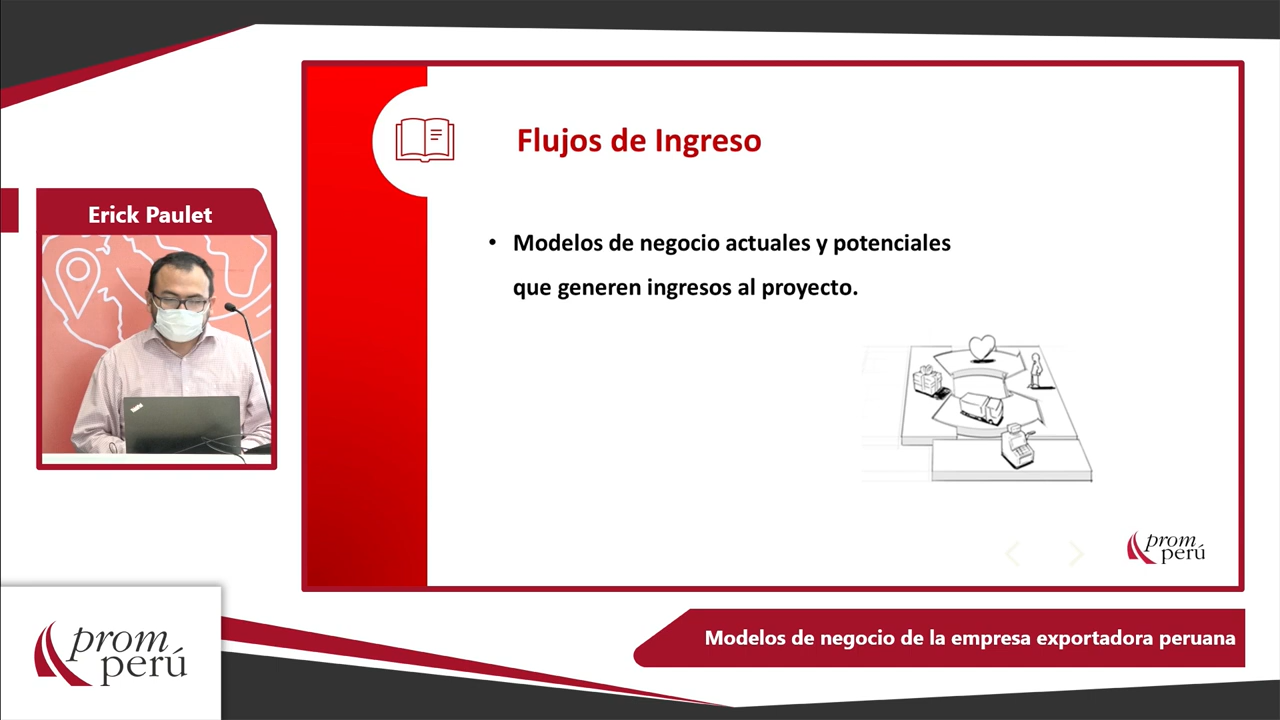 Flujos de Ingreso
Erick Paulet
• Modelos de negocio actuales y potenciales
que generen ingresos al proyecto.
prom
perú
prom
perú
Modelos de negocio de la empresa exportadora peruana